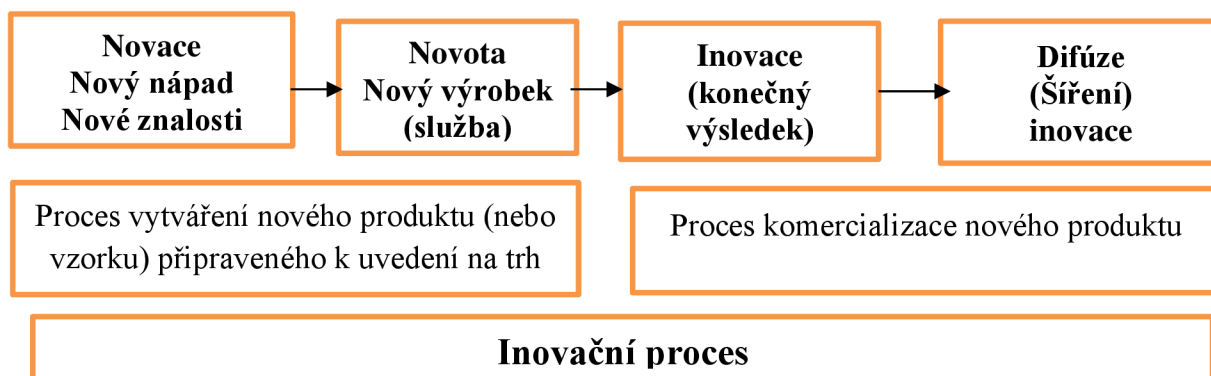 Novace
Nový nápad
Nové znalosti
Novota
Nový výrobek
(služba)
Inovace
(konečný
výsledek)
Difúze
(Šíření)
inovace
Proces vytváření nového produktu (nebo
vzorku) připraveného k uvedení na trh
Proces komercializace nového produktu
Inovační proces